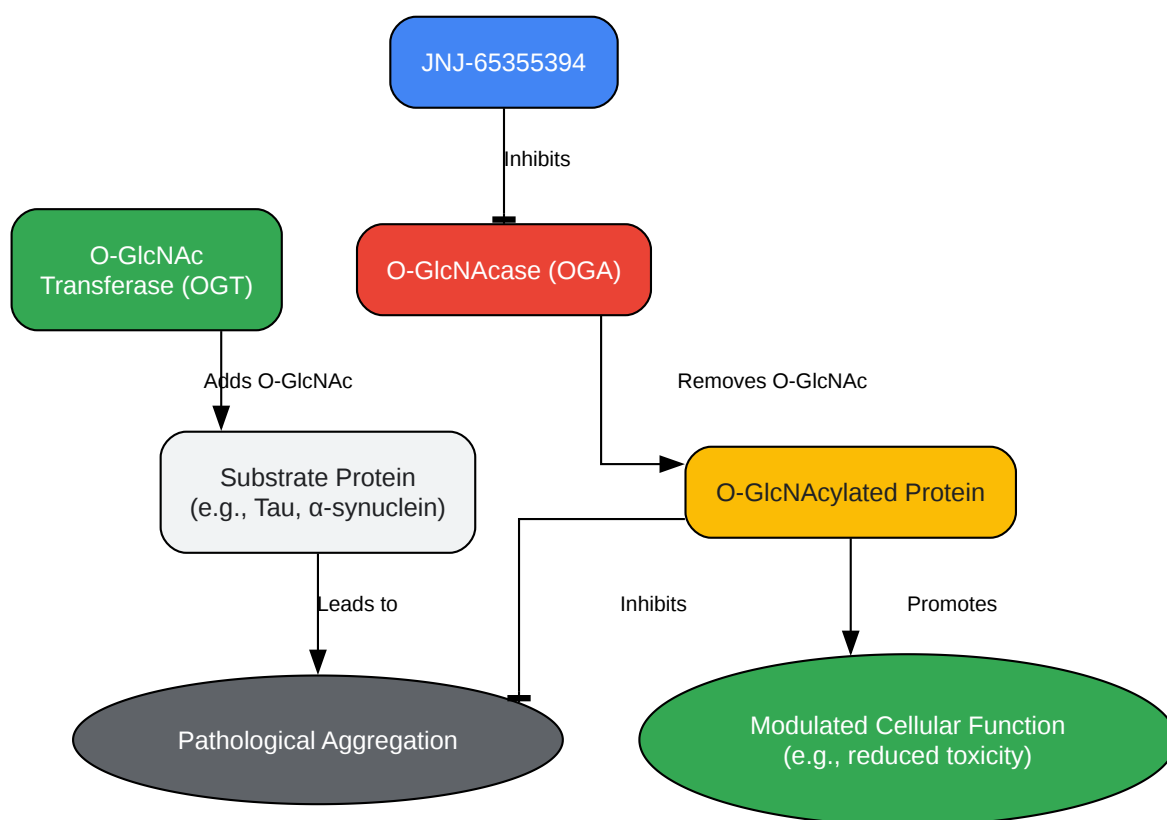 JNJ-65355394
Inhibits
O-GlcNAc
Transferase (OGT)
O-GlcNAcase (OGA)
Adds O-GlcNAc
Removes O-GlcNAc
Substrate Protein
(e.g., Tau, α-synuclein)
O-GlcNAcylated Protein
Leads to
Inhibits
Promotes
Pathological Aggregation
Modulated Cellular Function
(e.g., reduced toxicity)